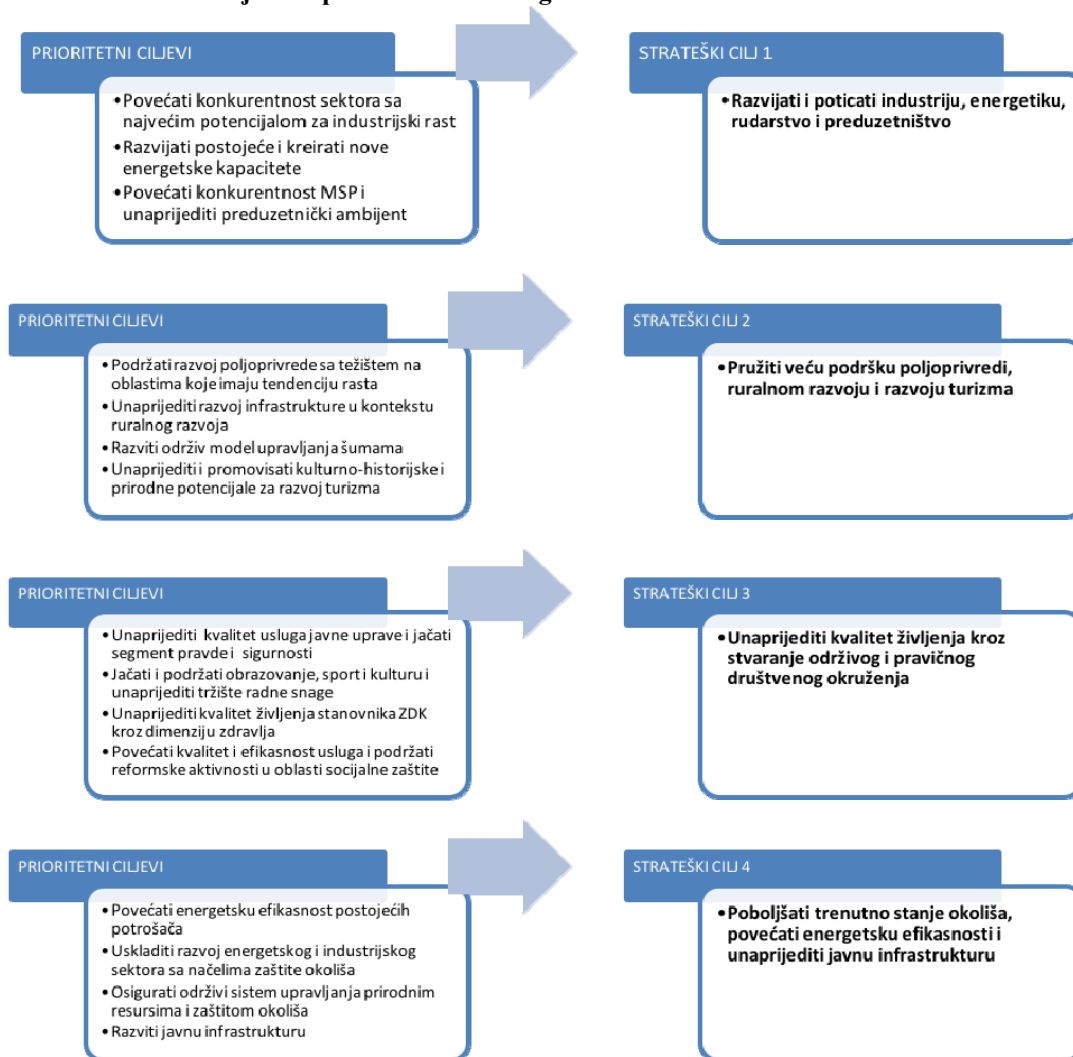 PRIORITETNI CILJEVI
•Povećati konkurentnost sektora sa
najvećim potencijalom za industrijski rast
•Razvijati postojeće i kreirati nove
energetske kapacitete
•Povećati konkurentnost MSP i
unaprijediti preduzetnički ambijent
STRATEŠKI CILJ 1
•Razvijati i poticati industriju, energetiku,
rudarstvo i preduzetništvo
PRIORITETNI CILJEVI
•Podržati razvoj poljoprivrede sa težištem na
oblastima koje imaju tendenciju rasta
•Unaprijediti razvoj infrastrukture u kontekstu
ruralnog razvoja
•Razviti održiv model upravljanja šumama
•Unaprijediti i promovisati kulturno-historijske i
prirodne potencijale za razvoj turizma
STRATEŠKI CILJ 2
•Pružiti veću podršku poljoprivredi,
ruralnom razvoju i razvoju turizma
PRIORITETNI CILJEVI
•Unaprijediti kvalitet usluga javne uprave i jačati
segment pravde i sigurnosti
•Jačati i podržati obrazovanje, sport i kulturu i
unaprijediti tržište radne snage
•Unaprijediti kvalitet življenja stanovnika ZDK
kroz dimenziju zdravlja
•Povećati kvalitet i efikasnost usluga i podržati
reformske aktivnosti u oblasti socijalne zaštite
STRATEŠKI CILJ 3
•Unaprijediti kvalitet življenja kroz
stvaranje održivog i pravičnog
društvenog okruženja
PRIORITETNI CILJEVI
•Povećati energetsku efikasnost postojećih
potrošača
•Uskladiti razvoj energetskog i industrijskog
sektora sa načelima zaštite okoliša
•Osigurati održivi sistem upravljanja prirodnim
resursima i zaštitom okoliša
•Razviti javnu infrastrukturu
STRATEŠKI CILJ 4
•Poboljšati trenutno stanje okoliša,
povećati energetsku efikasnosti i
unaprijediti javnu infrastrukturu